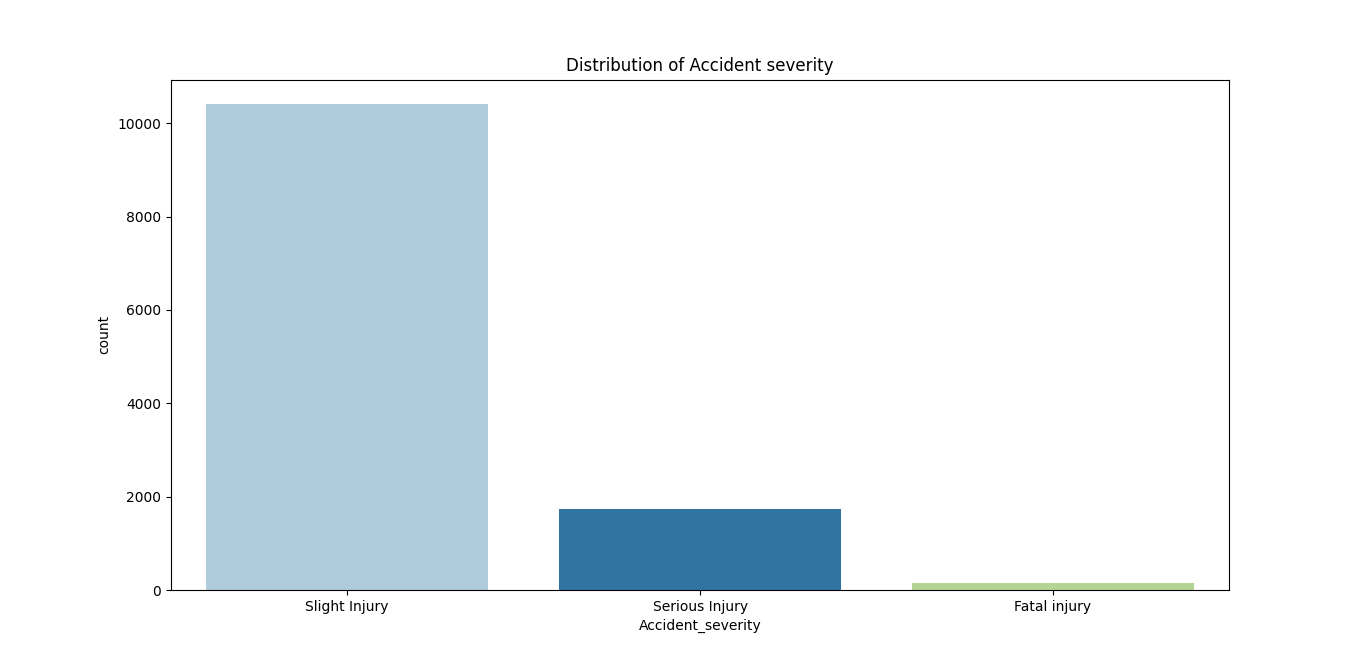 Distribution of Accident severity
10000
8000
6000
4000
2000
0
count
Slight Injury
Serious Injury
Fatal injury
Accident_severity